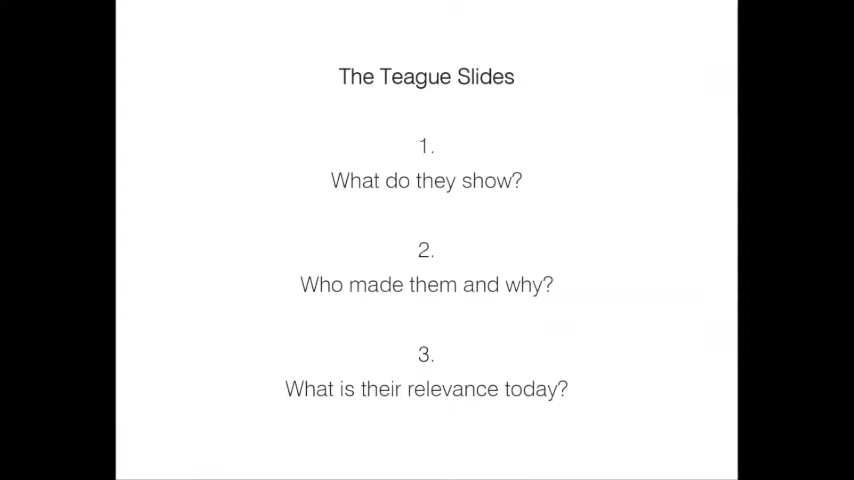 The Teague Slides
1.
What do they show?
2.
Who made them and why?
3.
What is their relevance today?